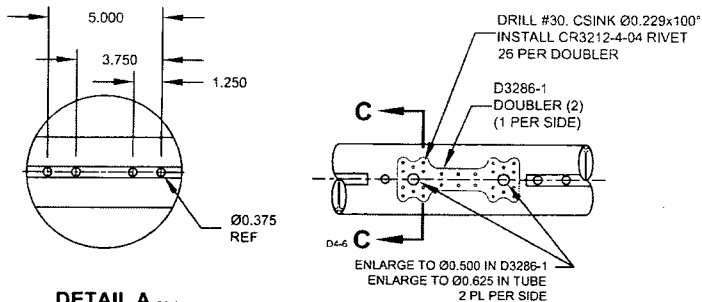 5.000
3.750
1.250
Ø0.375
REF
DETAIL A
DRILL #30. CSINK Ø0.229x100°
INSTALL CR3212-4-04 RIVET
26 PER DOUBLER
D3286-1
DOUBLER (2)
(1 PER SIDE)
C
D4-6 C
ENLARGE TO Ø0.500 IN D3286-1
ENLARGE TO Ø0.625 IN TUBE
2 PL PER SIDE